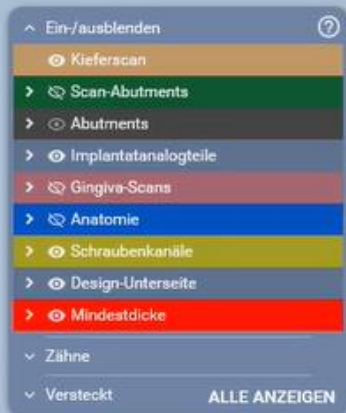 Ein-/ausblenden
Kieferscan
Scan-Abutments
Abutments
Implantatanalogteile
Gingiva-Scans
Anatomie
Schraubenkanäle
Design-Unterseite
Mindestdicke
Zähne
Versteckt ALLE ANZEIGEN